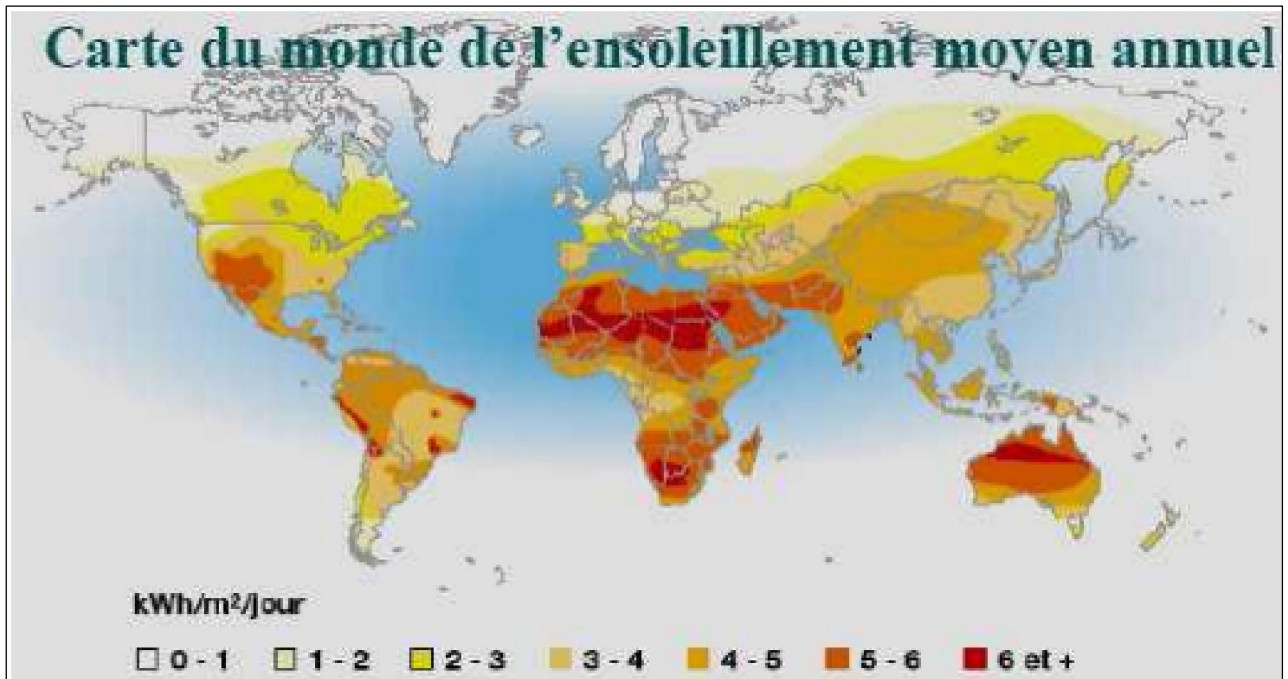 Carte du monde de l’ensoleillement moyen annuel
kWh/m²/jour
0 - 1 1 - 2 2 - 3 3 - 4 4 - 5 5 - 6 6 et +